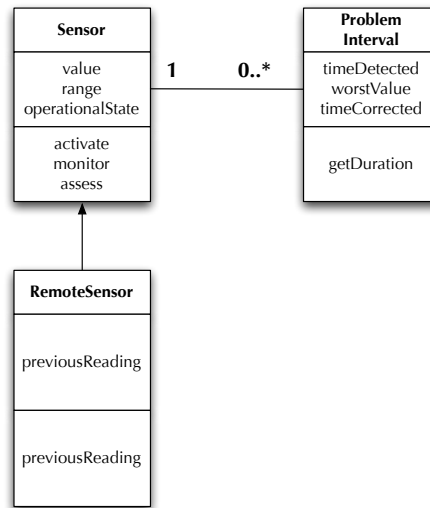 Sensor
value
range
operationalState
activate
monitor
assess
1
0..*
Problem
Interval
timeDetected
worstValue
timeCorrected
getDuration
RemoteSensor
previousReading
previousReading